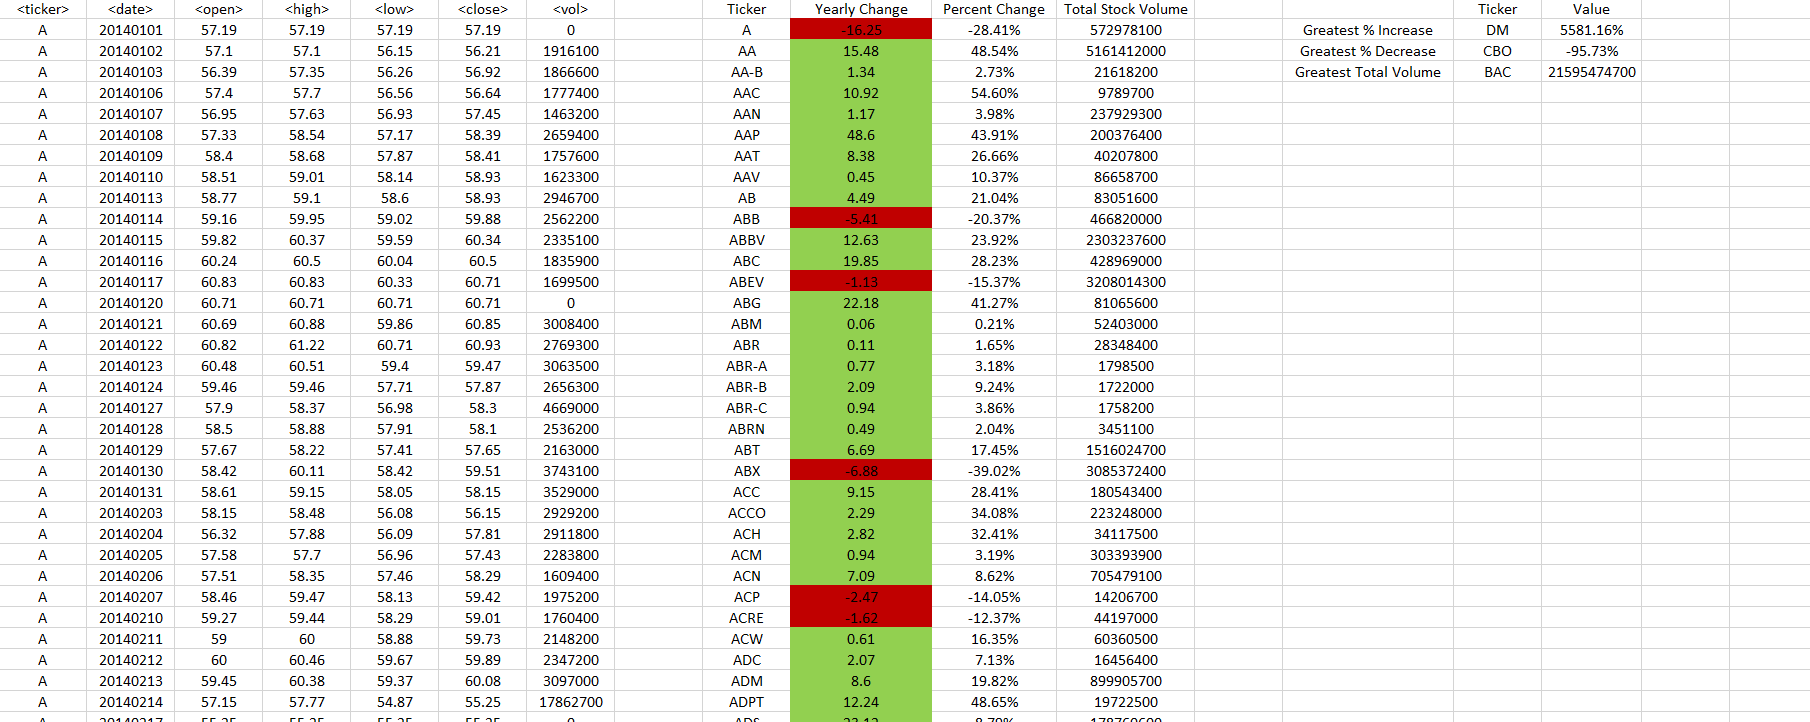 <ticker> <date> <open> <high> <low> <close> <vol> Ticker Yearly Change Percent Change Total Stock Volume Ticker Value
A 20140101 57.19 57.19 57.19 57.19 0 A -16.25 -28.41% 572978100 Greatest % Increase DM 5581.16%
A 20140102 57.1 57.1 56.15 56.21 1916100 AA 15.48 48.54% 5161412000 Greatest % Decrease CBO -95.73%
A 20140103 56.39 57.35 56.26 56.92 1866600 AA-B 1.34 2.73% 21618200 Greatest Total Volume BAC 21595474700
A 20140106 57.4 57.7 56.56 56.64 1777400 AAC 10.92 54.60% 9789700
A 20140107 56.95 57.63 56.93 57.45 1463200 AAN 1.17 3.98% 237929300
A 20140108 57.33 58.54 57.17 58.39 2659400 AAP 48.6 43.91% 200376400
A 20140109 58.4 58.68 57.87 58.41 1757600 AAT 8.38 26.66% 40207800
A 20140110 58.51 59.01 58.14 58.93 1623300 AAV 0.45 10.37% 86658700
A 20140113 58.77 59.1 58.6 58.93 2946700 AB 4.49 21.04% 83051600
A 20140114 59.16 59.95 59.02 59.88 2562200 ABB -5.41 -20.37% 466820000
A 20140115 59.82 60.37 59.59 60.34 2335100 ABBV 12.63 23.92% 2303237600
A 20140116 60.24 60.5 60.04 60.5 1835900 ABC 19.85 28.23% 428969000
A 20140117 60.83 60.83 60.33 60.71 1699500 ABEV -1.13 -15.37% 3208014300
A 20140120 60.71 60.71 60.71 60.71 0 ABG 22.18 41.27% 81065600
A 20140121 60.69 60.88 59.86 60.85 3008400 ABM 0.06 0.21% 52403000
A 20140122 60.82 61.22 60.71 60.93 2769300 ABR 0.11 1.65% 28348400
A 20140123 60.48 60.51 59.4 59.47 3063500 ABR-A 0.77 3.18% 1798500
A 20140124 59.46 59.46 57.71 57.87 2656300 ABR-B 2.09 9.24% 1722000
A 20140127 57.9 58.37 56.98 58.3 4669000 ABR-C 0.94 3.86% 1758200
A 20140128 58.5 58.88 57.91 58.1 2536200 ABRN 0.49 2.04% 3451100
A 20140129 57.67 58.22 57.41 57.65 2163000 ABT 6.69 17.45% 1516024700
A 20140130 58.42 60.11 58.42 59.51 3743100 ABX -6.88 -39.02% 3085372400
A 20140131 58.61 59.15 58.05 58.15 3529000 ACC 9.15 28.41% 180543400
A 20140203 58.15 58.48 56.08 56.15 2929200 ACCO 2.29 34.08% 223248000
A 20140204 56.32 57.88 56.09 57.81 2911800 ACH 2.82 32.41% 34117500
A 20140205 57.58 57.7 56.96 57.43 2283800 ACM 0.94 3.19% 303393900
A 20140206 57.51 58.35 57.46 58.29 1609400 ACN 7.09 8.62% 705479100
A 20140207 58.46 59.47 58.13 59.42 1975200 ACP -2.47 -14.05% 14206700
A 20140210 59.27 59.44 58.29 59.01 1760400 ACRE -1.62 -12.37% 44197000
A 20140211 59 60 58.88 59.73 2148200 ACW 0.61 16.35% 60360500
A 20140212 60 60.46 59.67 59.89 2347200 ADC 2.07 7.13% 16456400
A 20140213 59.45 60.38 59.37 60.08 3097000 ADM 8.6 19.82% 899905700
A 20140214 57.15 57.77 54.87 55.25 17862700 ADPT 12.24 48.65% 19722500